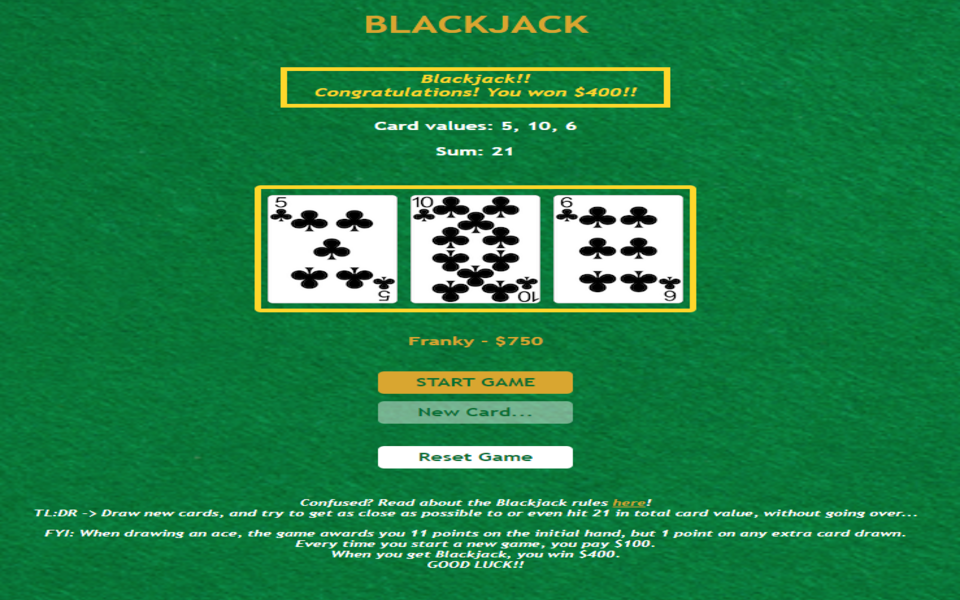 BLACKJACK
Blackjack!!
Congratulations! You won $400!!
Card values: 5, 10, 6
Sum: 21
5 10 6
5 10 6
Franky - $750
START GAME
New Card...
Reset Game
Confused? Read about the Blackjack rules here!
TL:DR -> Draw new cards, and try to get as close as possible to or even hit 21 in total card value, without going over...
FYI: When drawing an ace, the game awards you 11 points on the initial hand, but 1 point on any extra card drawn.
Every time you start a new game, you pay $100.
When you get Blackjack, you win $400.
GOOD LUCK!!